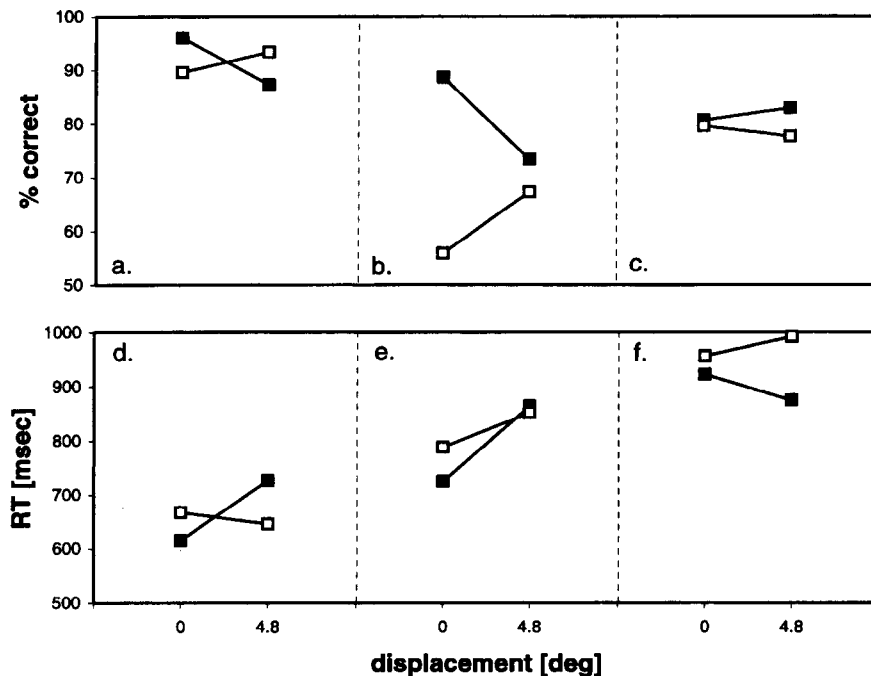 100
90
80
70
60
50
% correct
a.
b.
c.
1000
900
800
700
600
500
RT [msec]
d.
e.
f.
0 4.8 0 4.8 0 4.8
displacement [deg]